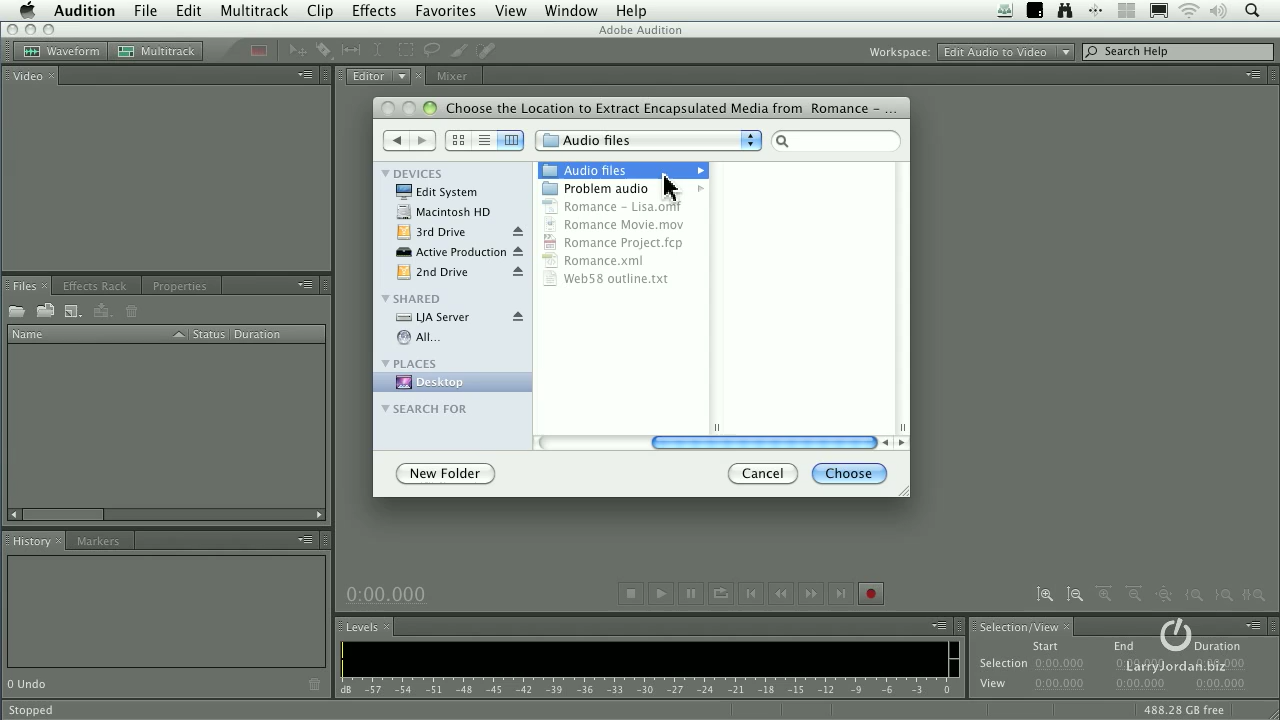 Audition File Edit Multitrack Clip Effects Favorites View Window Help
Adobe Audition
Waveform Multitrack Workspace: Edit Audio to Video Search Help
Video Editor Mixer
Choose the Location to Extract Encapsulated Media from Romance – ...
Audio files
DEVICES
Edit System
Macintosh HD
3rd Drive
Active Production
2nd Drive
SHARED
LJA Server
All...
PLACES
Desktop
SEARCH FOR
Audio files
Problem audio
Romance – Lisa.omf
Romance Movie.mov
Romance Project.fcp
Romance.xml
Web58 outline.txt
New Folder Cancel Choose
Files Effects Rack Properties
Name Status Duration
History Markers
0 Undo
Stopped
0:00.000
Levels
dB -57 -54 -51 -48 -45 -42 -39 -36 -33 -30 -27 -24 -21 -18 -15 -12 -9 -6 -3 0
Selection/View
Start End Duration
Selection 0:00.000 0:00.000 0:00.000
LarryJordan.biz
View 0:00.000 0:00.000 0:00.000
488.28 GB free